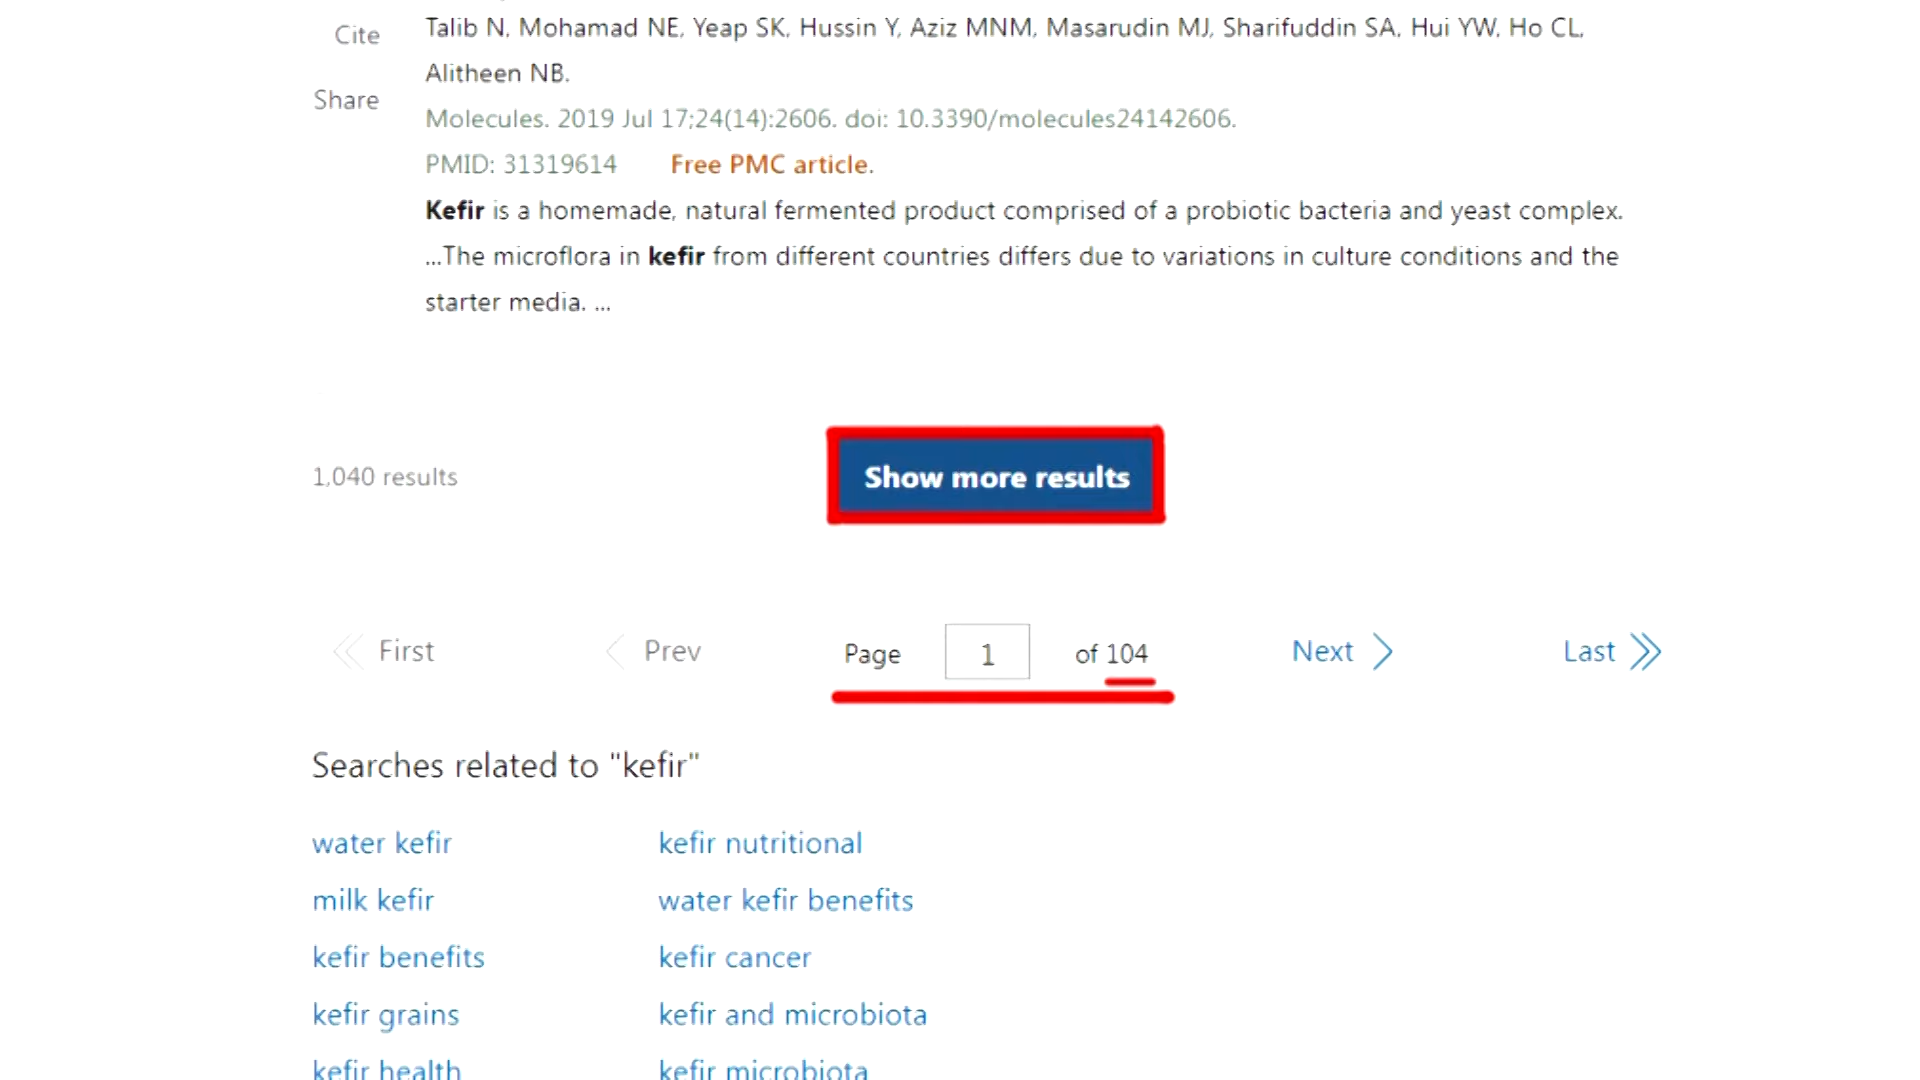 Cite
Talib N, Mohamad NE, Yeap SK, Hussin Y, Aziz MNM, Masarudin MJ, Sharifuddin SA, Hui YW, Ho CL,
Alitheen NB.
Share
Molecules. 2019 Jul 17;24(14):2606. doi: 10.3390/molecules24142606.
PMID: 31319614 Free PMC article.
Kefir is a homemade, natural fermented product comprised of a probiotic bacteria and yeast complex.
...The microflora in kefir from different countries differs due to variations in culture conditions and the
starter media. ...
1,040 results
Show more results
First Prev Page 1 of 104 Next Last
Searches related to "kefir"
water kefir
kefir nutritional
milk kefir
water kefir benefits
kefir benefits
kefir cancer
kefir grains
kefir and microbiota
kefir health
kefir microbiota